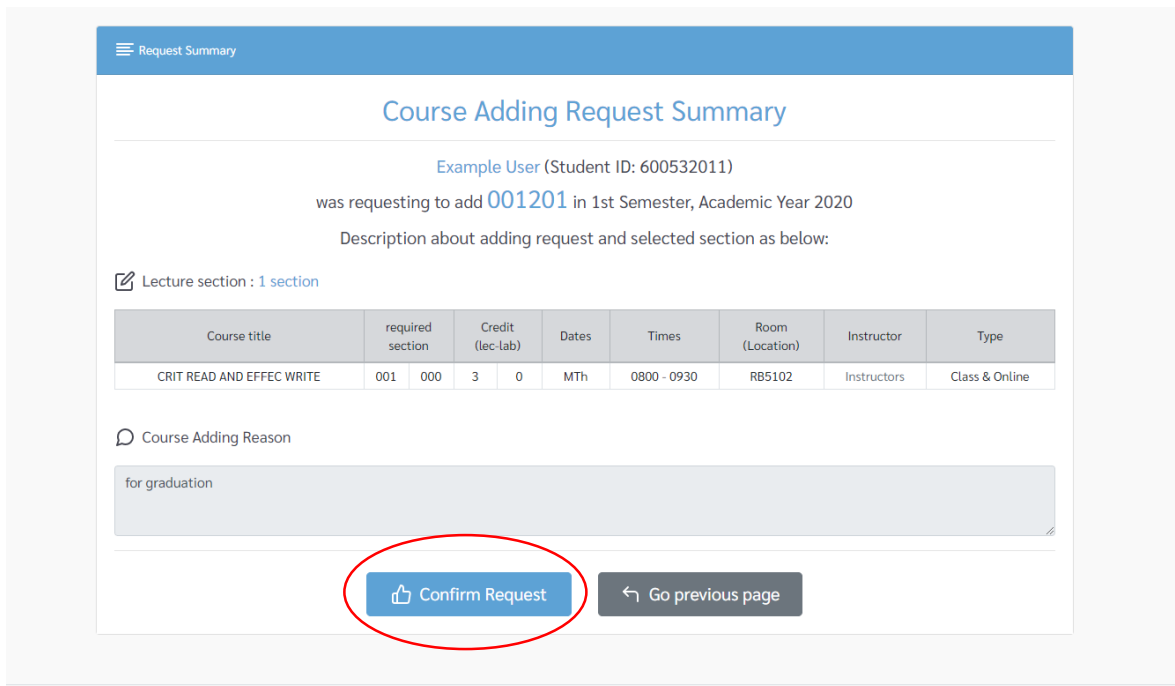 Request Summary
Course Adding Request Summary
Example User (Student ID: 600532011)
was requesting to add 001201 in 1st Semester, Academic Year 2020
Description about adding request and selected section as below:
Lecture section : 1 section
Course title required section Credit (lec-lab) Dates Times Room (Location) Instructor Type
CRIT READ AND EFFEC WRITE 001 000 3 0 MTh 0800 - 0930 RB5102 Instructors Class & Online
Course Adding Reason
for graduation
Confirm Request Go previous page